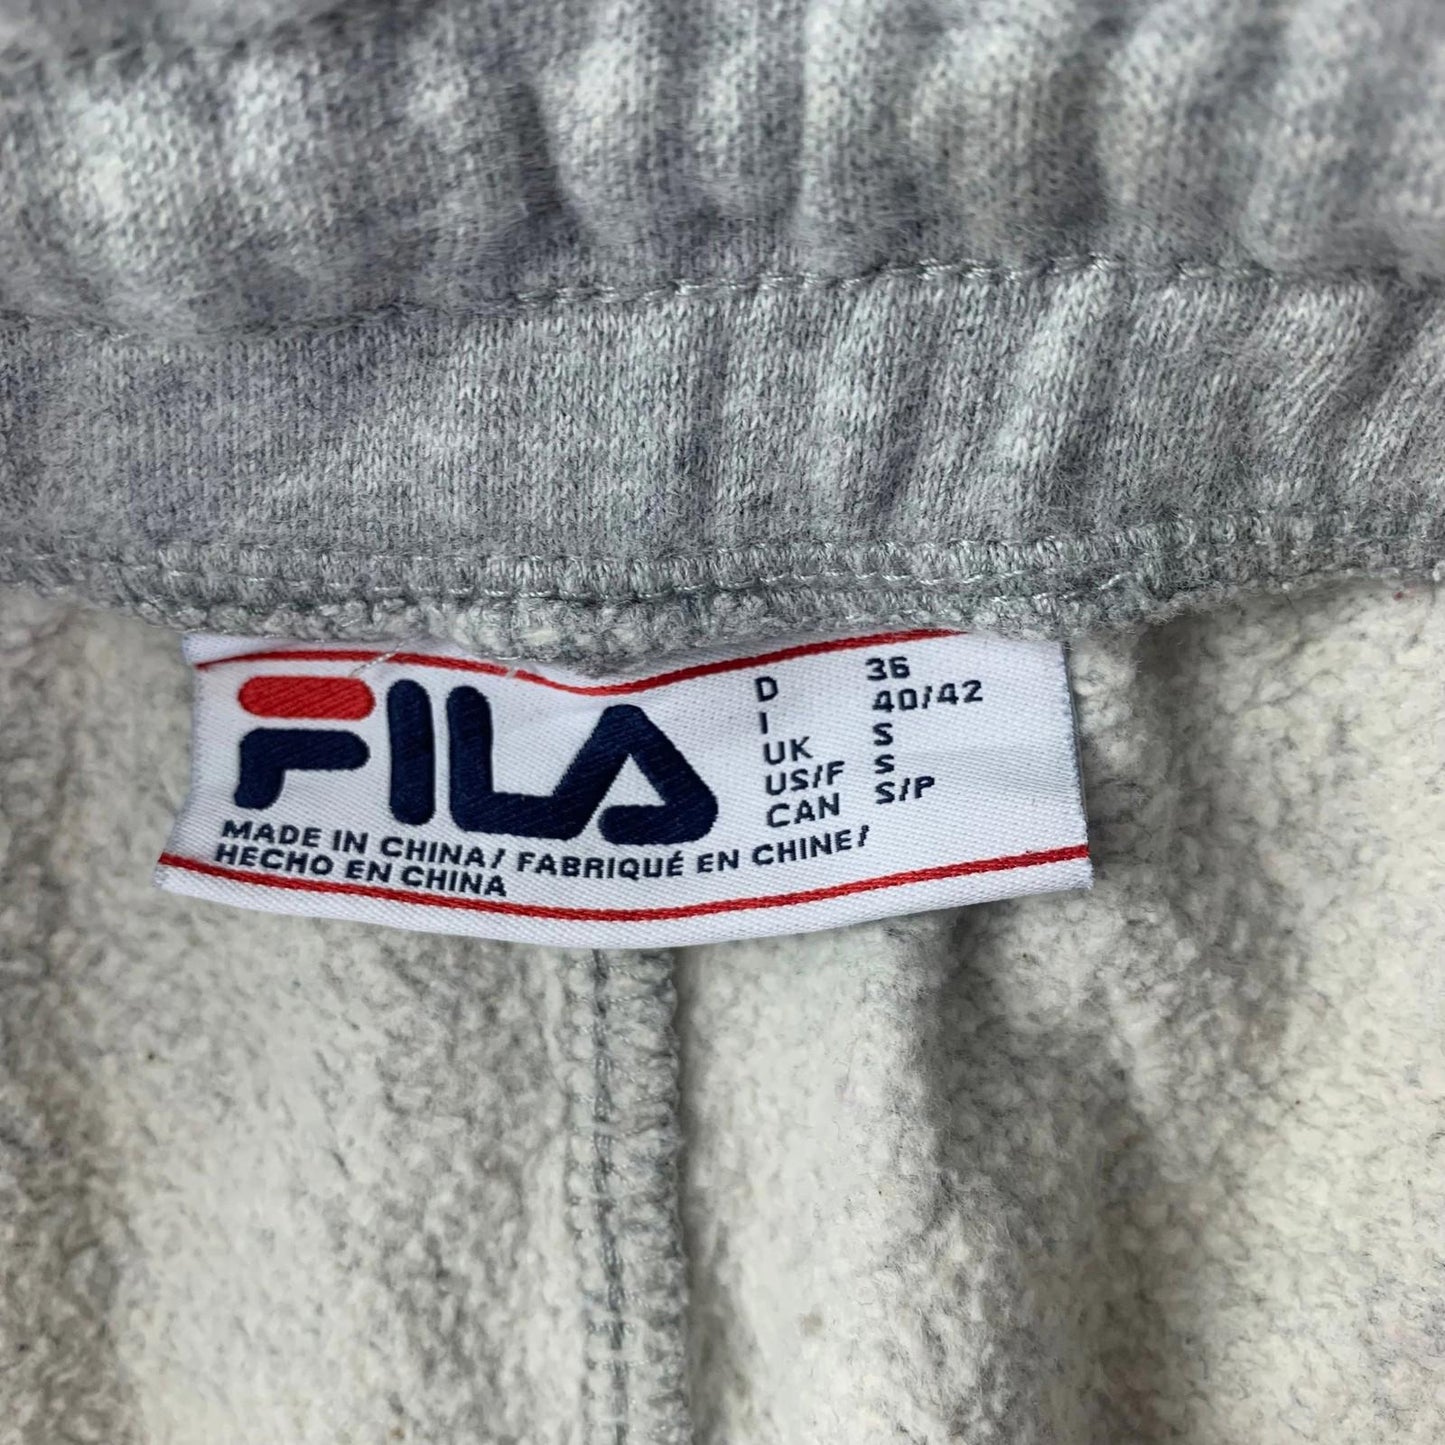 FILA
D 36
I 40/42
UK S
US/F S
CAN S/P
MADE IN CHINA/ FABRIQUÉ EN CHINE/
HECHO EN CHINA